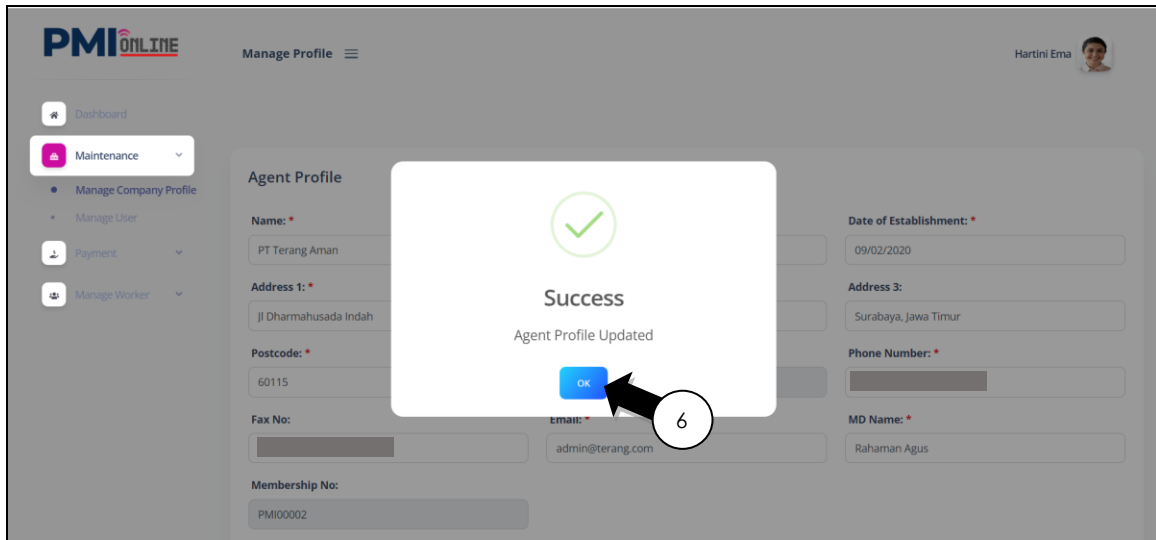 PMI ONLINE
Manage Profile
Hartini Ema
Dashboard
Maintenance
Manage Company Profile
Manage User
Payment
Manage Worker
Agent Profile
Name: *
Date of Establishment: *
PT Terang Aman
09/02/2020
Address 1: *
Address 3:
Jl Dharmahusada Indah
Surabaya, Jawa Timur
Postcode: *
Phone Number: *
60115
Fax No:
Email: *
MD Name: *
admin@terang.com
Rahaman Agus
Membership No:
PMI00002
Success
Agent Profile Updated
OK
6